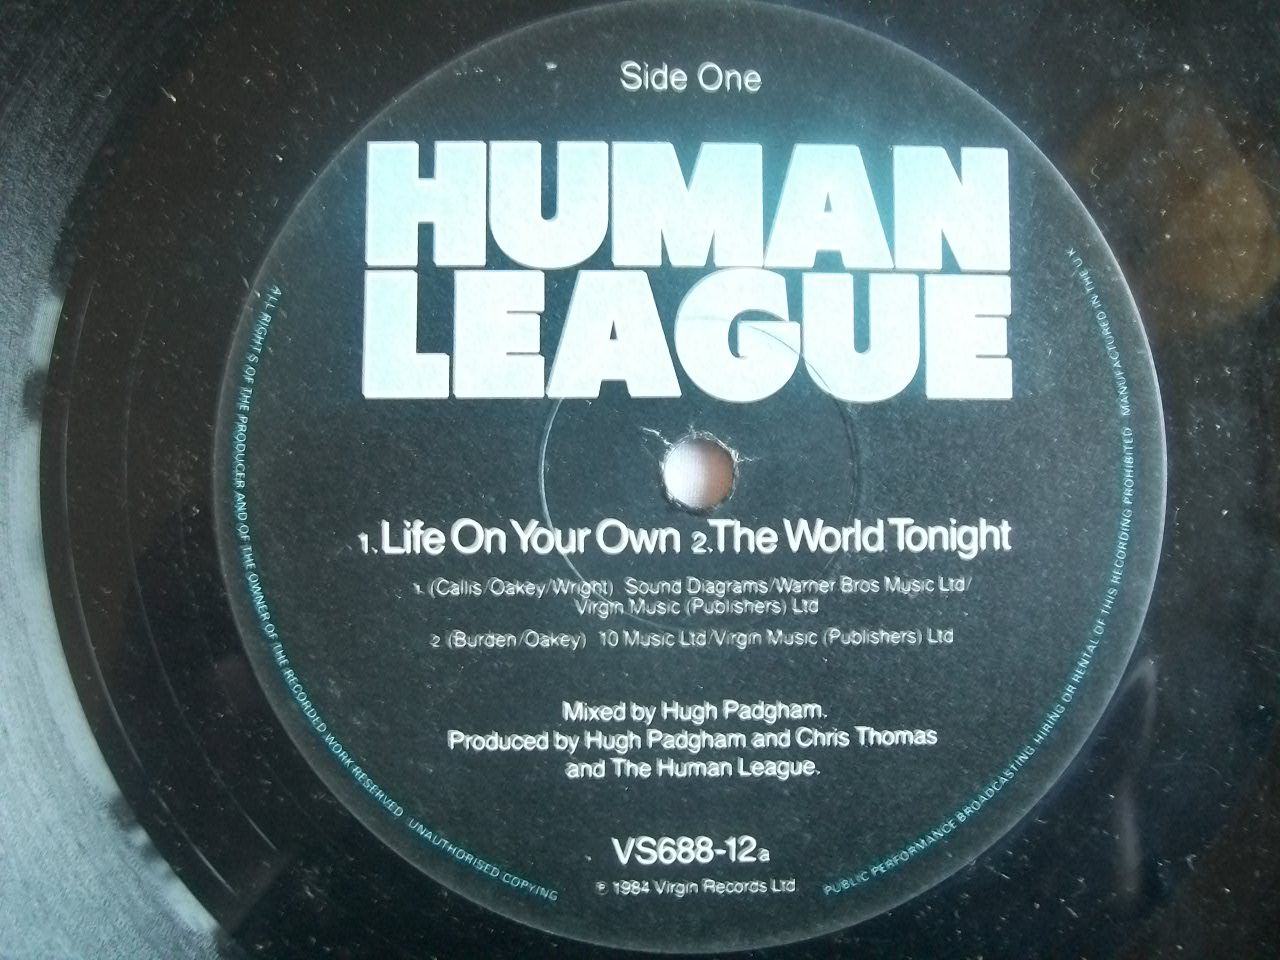 Side One
HUMAN
LEAGUE
1. Life On Your Own 2. The World Tonight
1. (Callis/Oakey/Wright) Sound Diagrams/Warner Bros Music Ltd/
Virgin Music (Publishers) Ltd
2 (Burden/Oakey) 10 Music Ltd/Virgin Music (Publishers) Ltd
Mixed by Hugh Padgham.
Produced by Hugh Padgham and Chris Thomas
and The Human League.
VS688-12a
℗ 1984 Virgin Records Ltd
ALL RIGHTS OF THE PRODUCER AND OF THE OWNER OF THE RECORDED WORK RESERVED UNAUTHORISED COPYING
PUBLIC PERFORMANCE BROADCASTING HIRING OR RENTAL OF THIS RECORDING PROHIBITED MANUFACTURED IN THE UK